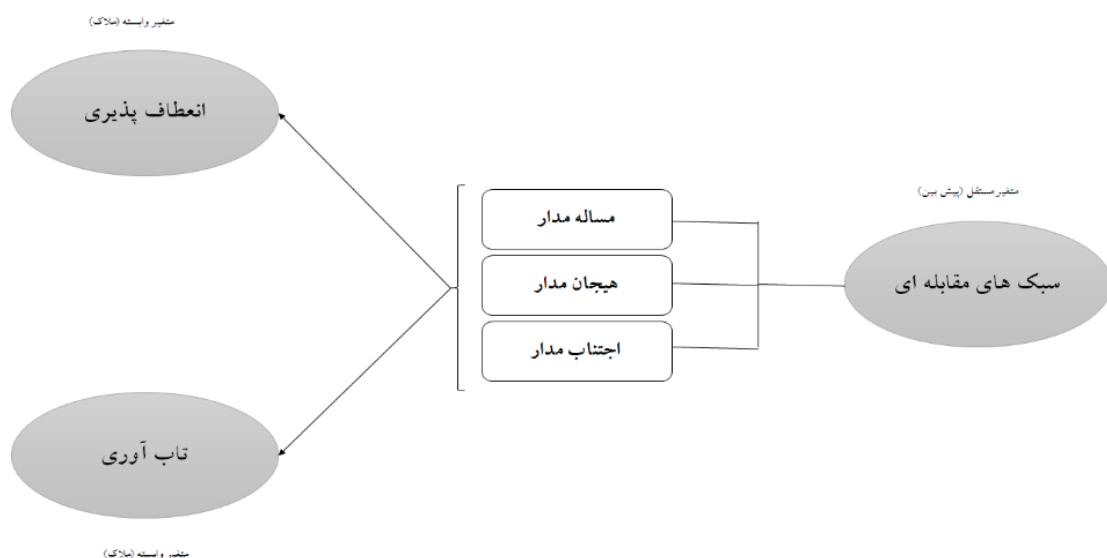 متغیر وابسته (ملاک)
انعطاف پذیری
متغیر مستقل (پیش بین)
سبک های مقابله ای
مساله مدار
هیجان مدار
اجتناب مدار
تاب آوری
متغیر وابسته (ملاک)